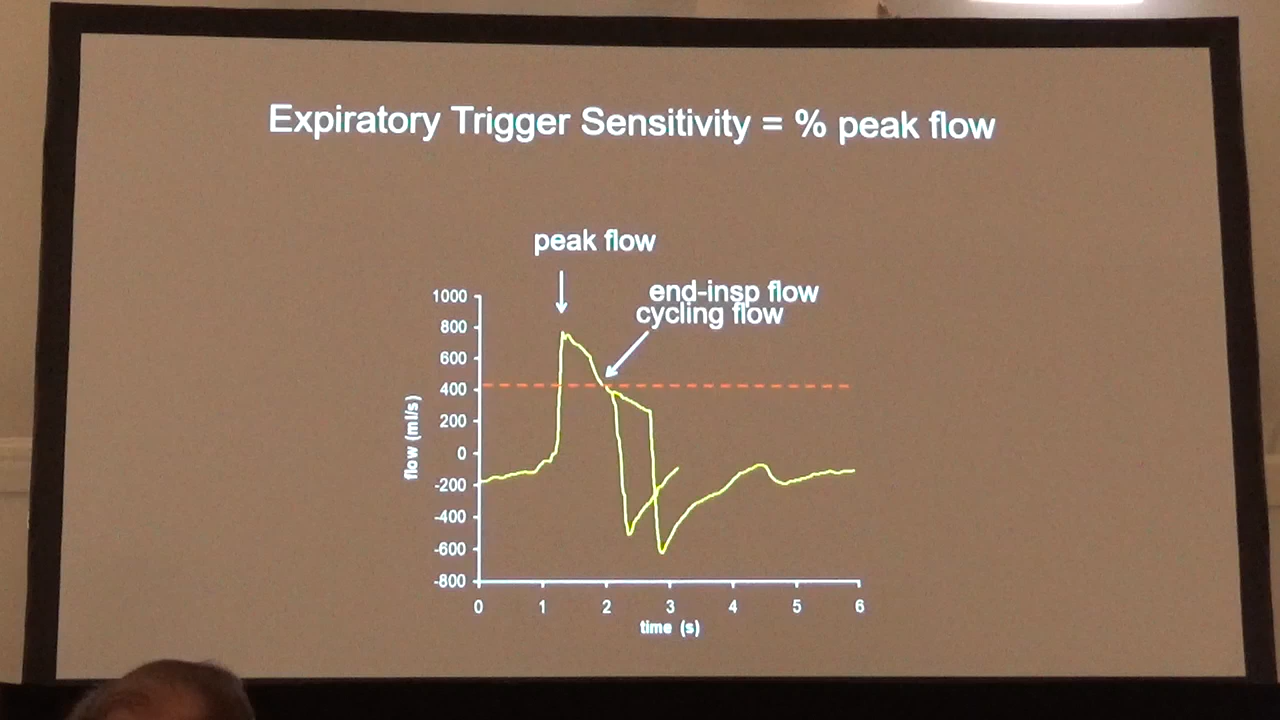 Expiratory Trigger Sensitivity = % peak flow
peak flow
end-insp flow
cycling flow
1000
800
600
400
200
0
-200
-400
-600
-800
flow (ml/s)
0 1 2 3 4 5 6
time (s)